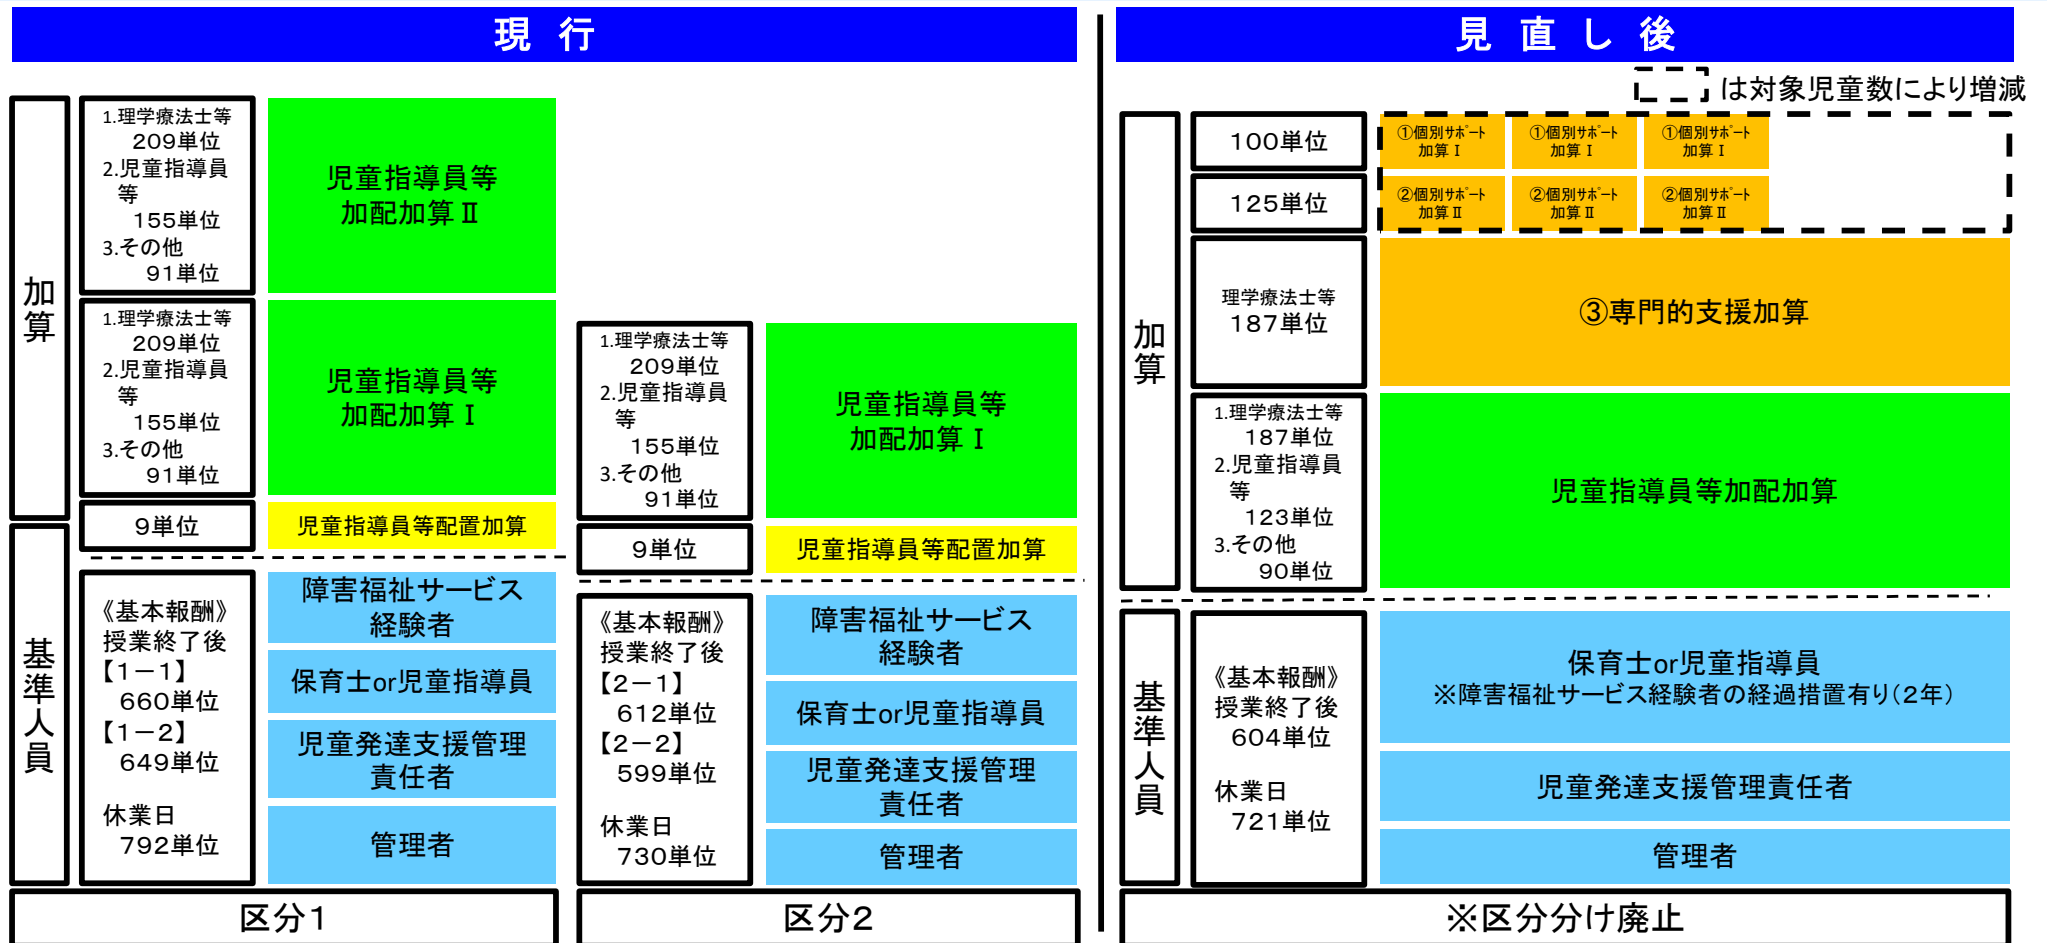 現行
見直し後
は対象児童数により増減
加算
1.理学療法士等
209単位
2.児童指導員
等
155単位
3.その他
91単位
児童指導員等
加配加算Ⅱ
1.理学療法士等
209単位
2.児童指導員
等
155単位
3.その他
91単位
児童指導員等
加配加算Ⅰ
9単位
児童指導員等配置加算
基準人員
《基本報酬》
授業終了後
【1－1】
660単位
【1－2】
649単位
休業日
792単位
障害福祉サービス
経験者
保育士or児童指導員
児童発達支援管理
責任者
管理者
区分1
1.理学療法士等
209単位
2.児童指導員
等
155単位
3.その他
91単位
児童指導員等
加配加算Ⅰ
9単位
児童指導員等配置加算
《基本報酬》
授業終了後
【2－1】
612単位
【2－2】
599単位
休業日
730単位
障害福祉サービス
経験者
保育士or児童指導員
児童発達支援管理
責任者
管理者
区分2
加算
100単位
①個別サポート
加算Ⅰ
①個別サポート
加算Ⅰ
①個別サポート
加算Ⅰ
125単位
②個別サポート
加算Ⅱ
②個別サポート
加算Ⅱ
②個別サポート
加算Ⅱ
理学療法士等
187単位
③専門的支援加算
1.理学療法士等
187単位
2.児童指導員
等
123単位
3.その他
90単位
児童指導員等加配加算
基準人員
《基本報酬》
授業終了後
604単位
休業日
721単位
保育士or児童指導員
※障害福祉サービス経験者の経過措置有り(2年)
児童発達支援管理責任者
管理者
※区分分け廃止